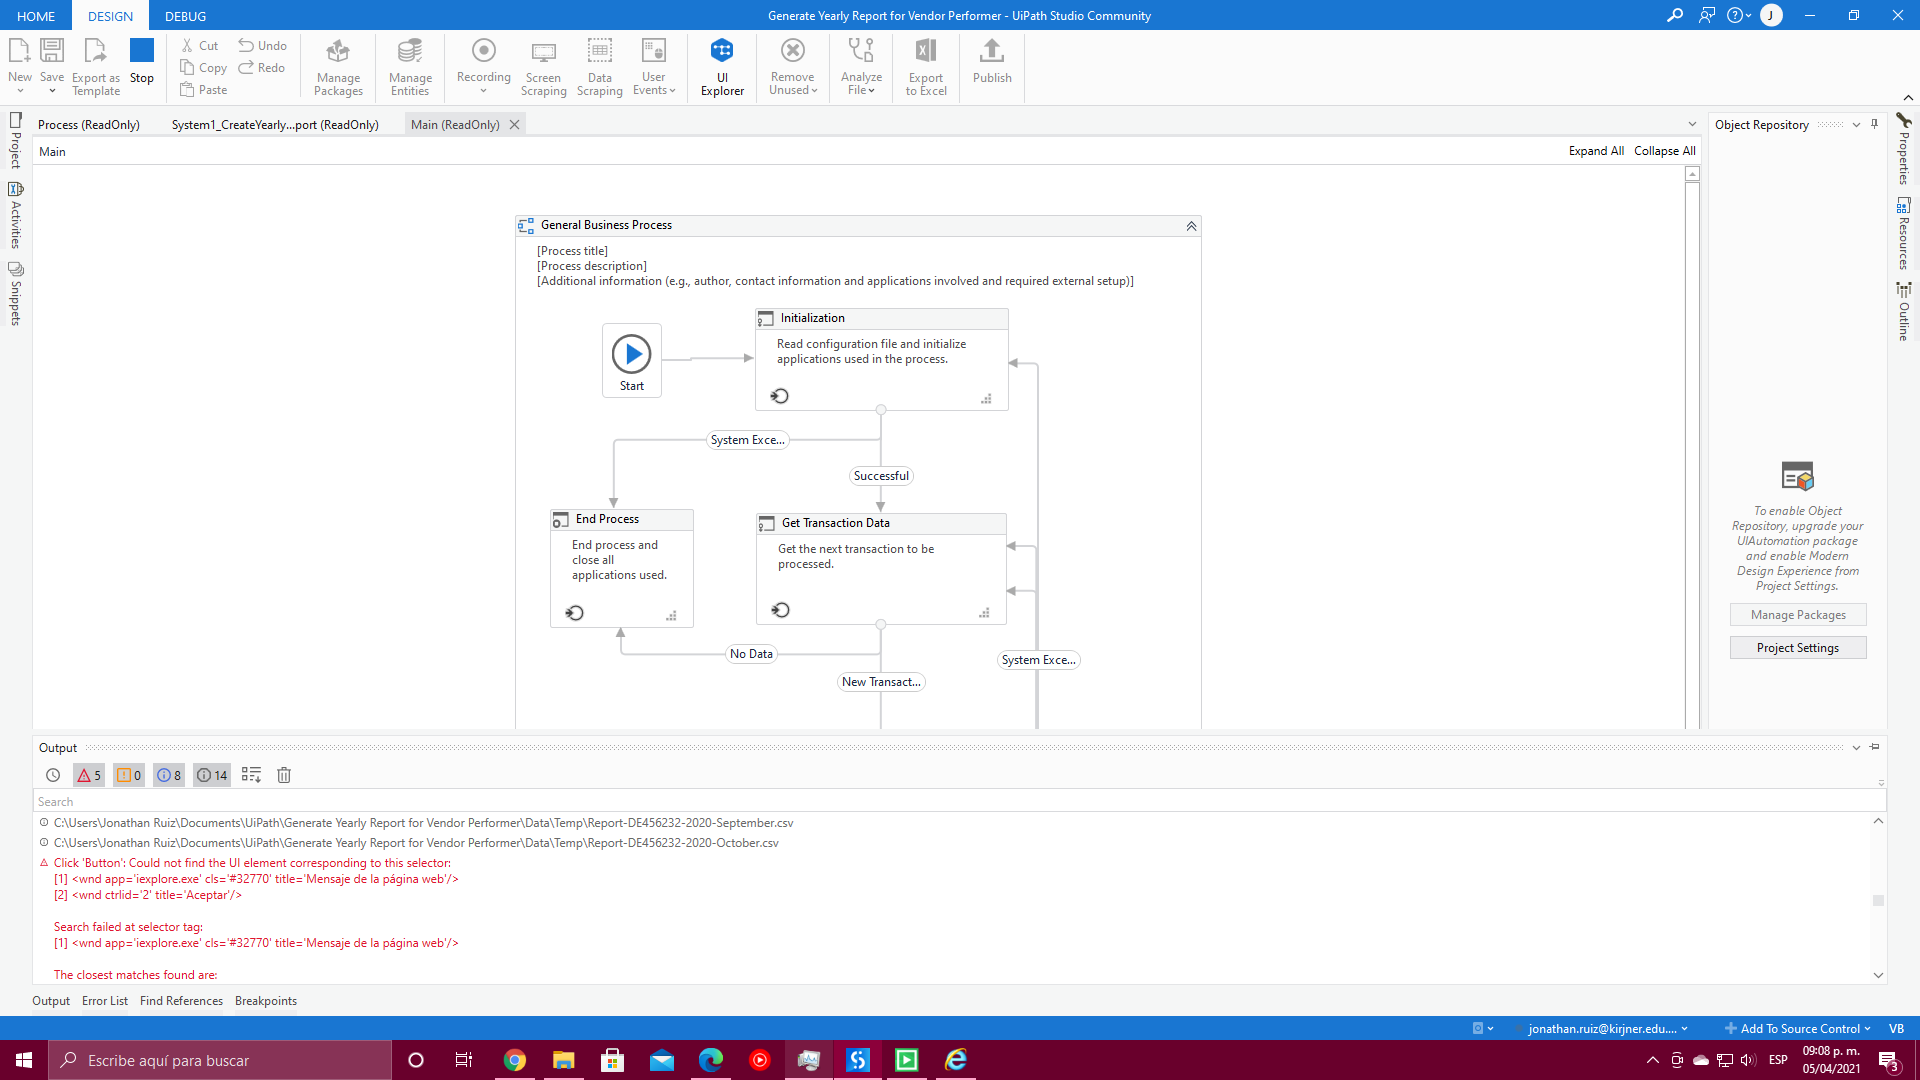 HOME DESIGN DEBUG
Generate Yearly Report for Vendor Performer - UiPath Studio Community
J
New
Save
Export as
Template
Stop
Cut
Copy
Paste
Undo
Redo
Manage
Packages
Manage
Entities
Recording
Screen
Scraping
Data
Scraping
User
Events
UI
Explorer
Remove
Unused
Analyze
File
Export
to Excel
Publish
Project
Activities
Snippets
Process (ReadOnly)
System1_CreateYearly...port (ReadOnly)
Main (ReadOnly)
Main
Expand All Collapse All
General Business Process
[Process title]
[Process description]
[Additional information (e.g., author, contact information and applications involved and required external setup)]
Start
Initialization
Read configuration file and initialize
applications used in the process.
System Exce...
Successful
End Process
End process and
close all
applications used.
Get Transaction Data
Get the next transaction to be
processed.
No Data
System Exce...
New Transact...
Object Repository
To enable Object
Repository, upgrade your
UIAutomation package
and enable Modern
Design Experience from
Project Settings.
Manage Packages
Project Settings
Properties
Resources
Outline
Output
5
0
8
14
Search
C:\Users\Jonathan Ruiz\Documents\UiPath\Generate Yearly Report for Vendor Performer\Data\Temp\Report-DE456232-2020-September.csv
C:\Users\Jonathan Ruiz\Documents\UiPath\Generate Yearly Report for Vendor Performer\Data\Temp\Report-DE456232-2020-October.csv
Click 'Button': Could not find the UI element corresponding to this selector:
[1] <wnd app='iexplore.exe' cls='#32770' title='Mensaje de la página web'/>
[2] <wnd ctrlid='2' title='Aceptar'/>
Search failed at selector tag:
[1] <wnd app='iexplore.exe' cls='#32770' title='Mensaje de la página web'/>
The closest matches found are:
Output Error List Find References Breakpoints
jonathan.ruiz@kirjner.edu....
Add To Source Control
VB
Escribe aquí para buscar
ESP
09:08 p. m.
05/04/2021
3